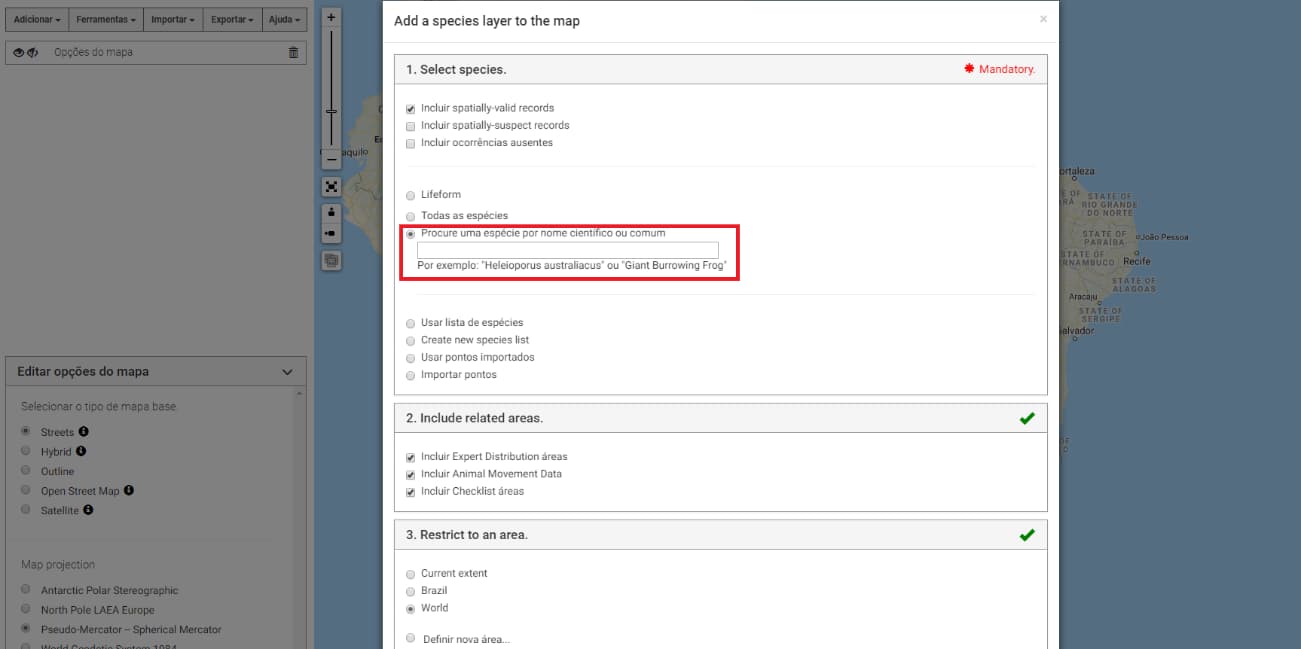 Adicionar Ferramentas Importar Exportar Ajuda
Opções do mapa
Add a species layer to the map
×
1. Select species.
Mandatory.
Incluir spatially-valid records
Incluir spatially-suspect records
Incluir ocorrências ausentes
Lifeform
Todas as espécies
Procure uma espécie por nome científico ou comum
Por exemplo: "Heleioporus australiacus" ou "Giant Burrowing Frog"
Usar lista de espécies
Create new species list
Usar pontos importados
Importar pontos
2. Include related areas.
Incluir Expert Distribution áreas
Incluir Animal Movement Data
Incluir Checklist áreas
3. Restrict to an area.
Current extent
Brazil
World
Definir nova área...
Editar opções do mapa
Selecionar o tipo de mapa base.
Streets
Hybrid
Outline
Open Street Map
Satellite
Map projection
Antarctic Polar Stereographic
North Pole LAEA Europe
Pseudo-Mercator – Spherical Mercator
World Geodetic System 1984
aquilo
ortaleza
STATE OF
RIO GRANDE
DO NORTE
STATE OF
PARAÍBA
João Pessoa
STATE OF
RNAMBUCO
Recife
STATE OF
ALAGOAS
Aracaju
STATE OF
SERGIPE
alvador